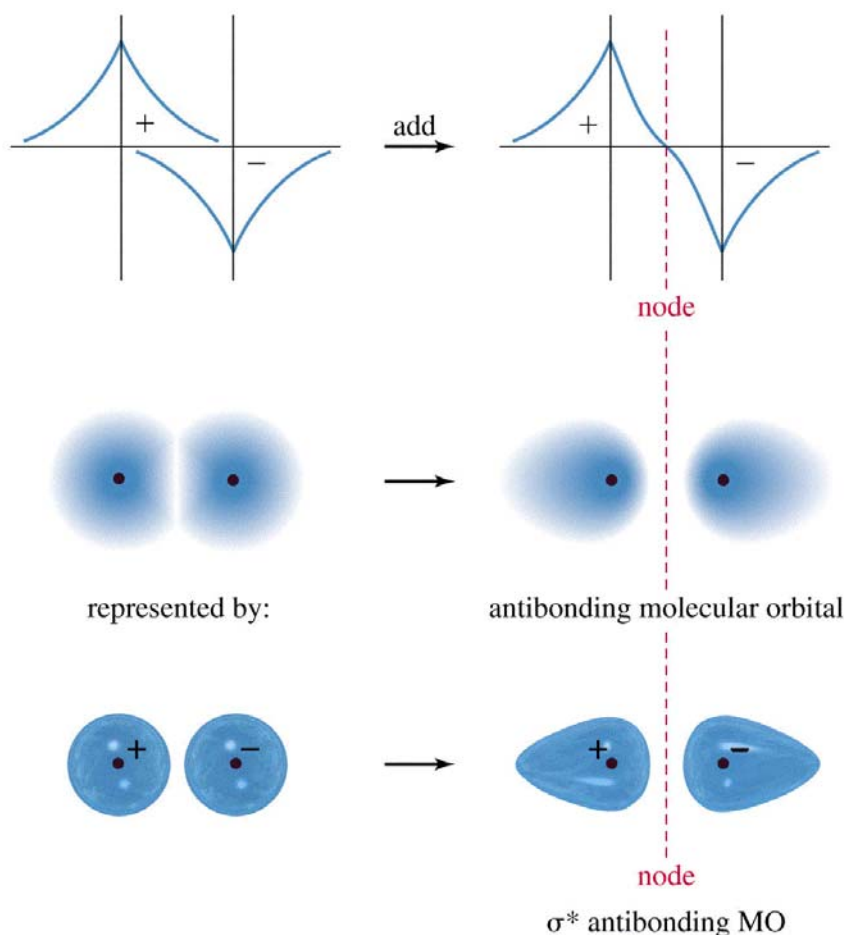 add
+
−
+
−
node
represented by:
antibonding molecular orbital
+
−
+
−
node
σ* antibonding MO